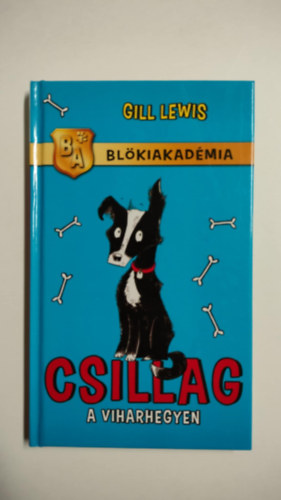 GILL LEWIS
BA
BLÖKIAKADÉMIA
CSILLAG
A VIHARHEGYEN